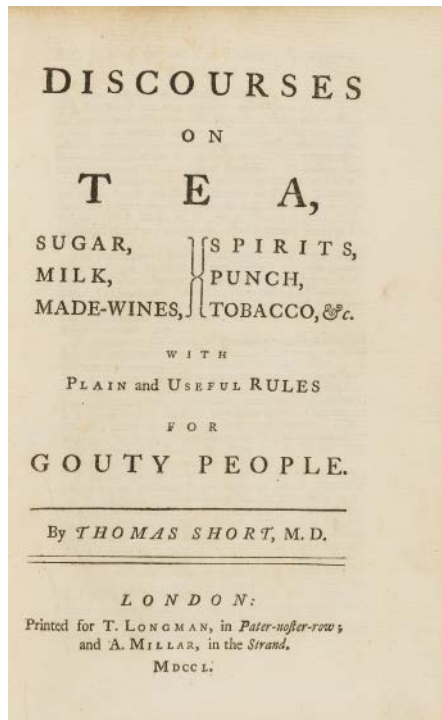 DISCOURSES
ON
TEA,
SUGAR, SPIRITS,
MILK, PUNCH,
MADE-WINES, TOBACCO, &c.
WITH
PLAIN and USEFUL RULES
FOR
GOUTY PEOPLE.
By THOMAS SHORT, M.D.
LONDON:
Printed for T. LONGMAN, in Pater-noſter-row;
and A. MILLAR, in the Strand.
MDCCL.